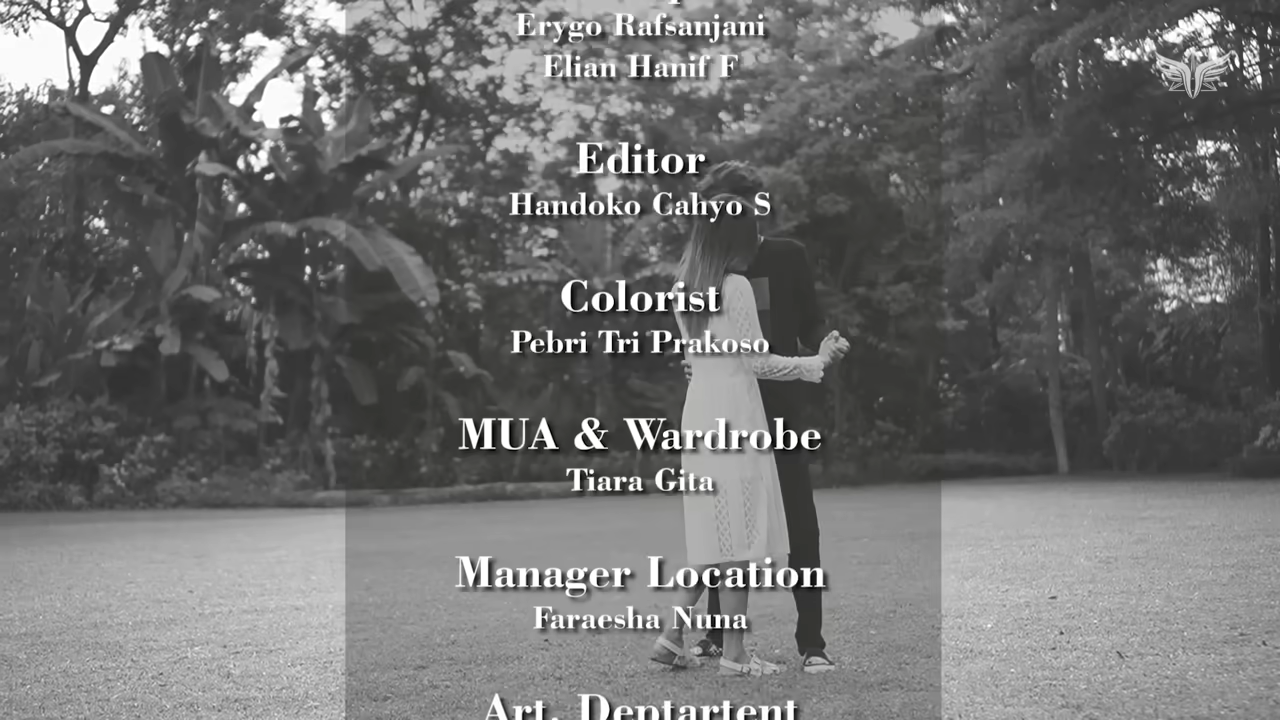 Erygo Rafsanjani
Elian Hanif F
Editor
Handoko Cahyo S
Colorist
Pebri Tri Prakoso
MUA & Wardrobe
Tiara Gita
Manager Location
Faraesha Nuna
Art. Deptartent